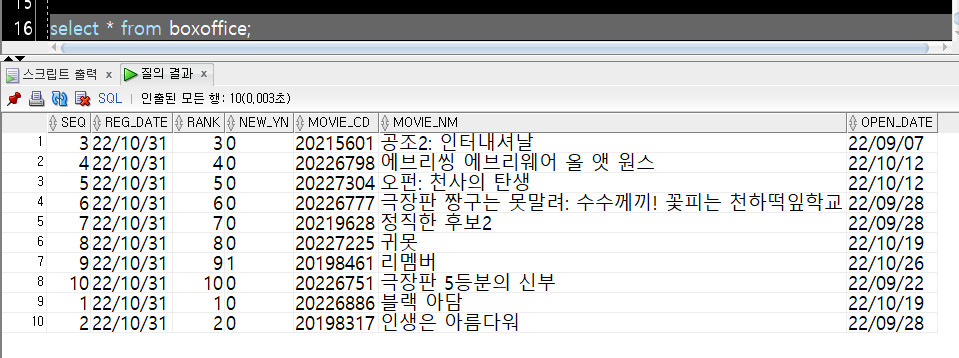 15
16 select * from boxoffice;
스크립트 출력 x 질의 결과 x
SQL | 인출된 모든 행: 10(0,003초)
SEQ REG_DATE RANK NEW_YN MOVIE_CD MOVIE_NM OPEN_DATE
1 3 22/10/31 3 0 20215601 공조2: 인터내셔날 22/09/07
2 4 22/10/31 4 0 20226798 에브리씽 에브리웨어 올 앳 원스 22/10/12
3 5 22/10/31 5 0 20227304 오펀: 천사의 탄생 22/10/12
4 6 22/10/31 6 0 20226777 극장판 짱구는 못말려: 수수께끼! 꽃피는 천하떡잎학교 22/09/28
5 7 22/10/31 7 0 20219628 정직한 후보2 22/09/28
6 8 22/10/31 8 0 20227225 귀못 22/10/19
7 9 22/10/31 9 1 20198461 리멤버 22/10/26
8 10 22/10/31 10 0 20226751 극장판 5등분의 신부 22/09/22
9 1 22/10/31 1 0 20226886 블랙 아담 22/10/19
10 2 22/10/31 2 0 20198317 인생은 아름다워 22/09/28